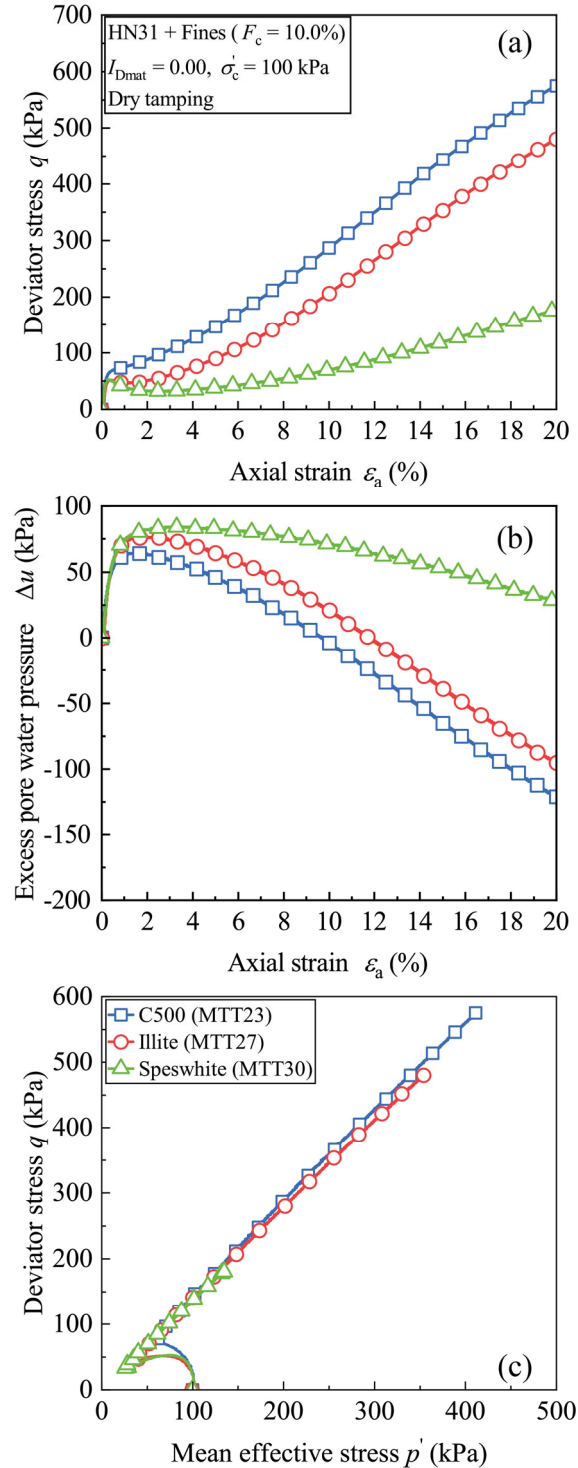 700
600
500
400
300
200
100
0
Deviator stress q (kPa)
HN31 + Fines ( Fc = 10.0%)
IDmat = 0.00, σ'c = 100 kPa
Dry tamping
(a)
0 2 4 6 8 10 12 14 16 18 20
Axial strain εa (%)
100
50
0
-50
-100
-150
-200
Excess pore water pressure Δu (kPa)
(b)
0 2 4 6 8 10 12 14 16 18 20
Axial strain εa (%)
600
500
400
300
200
100
0
Deviator stress q (kPa)
C500 (MTT23)
Illite (MTT27)
Speswhite (MTT30)
(c)
0 100 200 300 400 500
Mean effective stress p' (kPa)